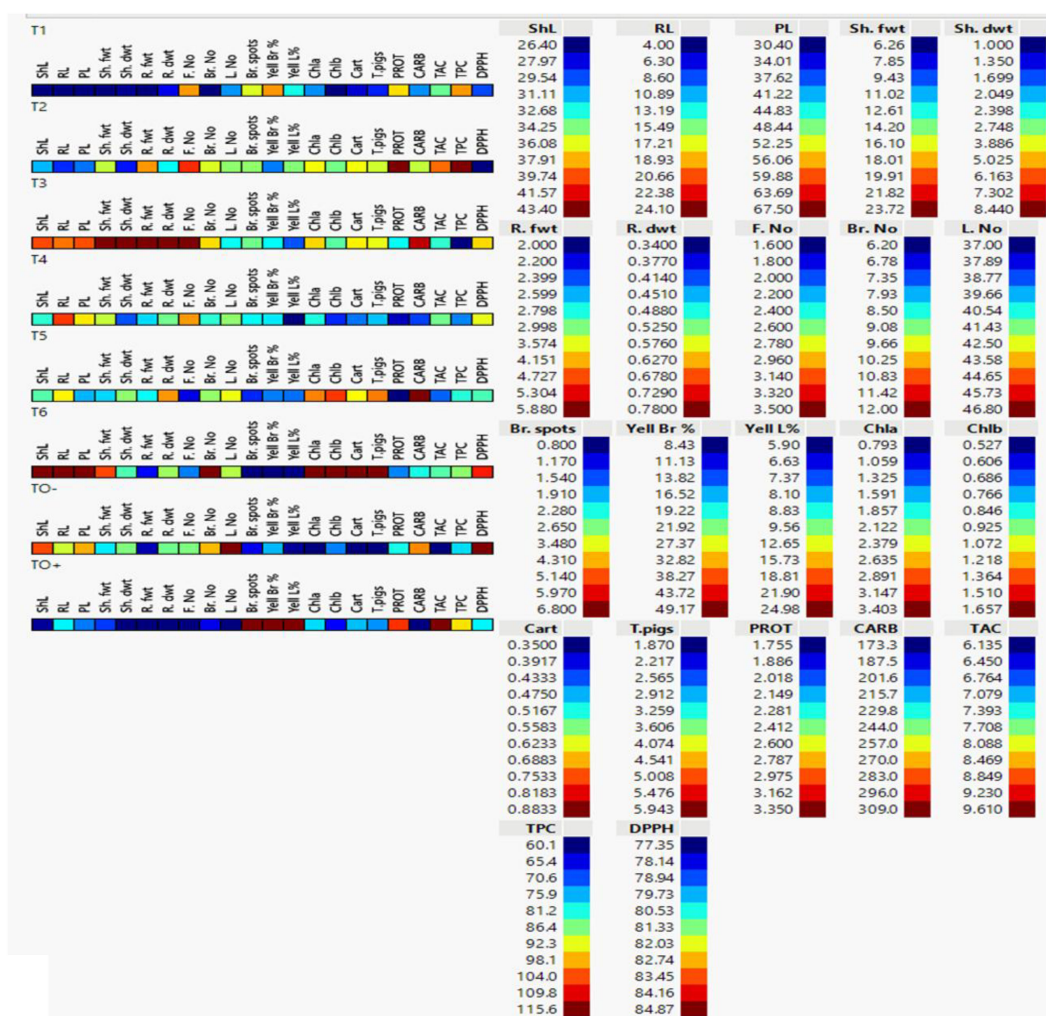 T1
ShL RL PL Sh. fwt Sh. dwt R. fwt R. dwt F. No Br. No L No Br. spots Yell Br % Yell L% Chla Chlb Cart T.pigs PROT CARB TAC TPC DPPH
T2
ShL RL PL Sh. fwt Sh. dwt R. fwt R. dwt F. No Br. No L. No Br. spots Yell Br % Yell L% Chla Chlb Cart T.pigs PROT CARB TAC TPC DPPH
T3
ShL RL PL Sh. fwt Sh. dwt R. fwt R. dwt F. No Br. No L. No Br. spots Yell Br % Yell L% Chla Chlb Cart T.pigs PROT CARB TAC TPC DPPH
T4
ShL RL PL Sh. fwt Sh. dwt R. fwt R. dwt F. No Br. No L. No Br. spots Yell Br % Yell L% Chla Chlb Cart T.pigs PROT CARB TAC TPC DPPH
T5
ShL RL PL Sh. fwt Sh. dwt R. fwt R. dwt F. No Br. No L. No Br. spots Yell Br % Yell L% Chla Chlb Cart T.pigs PROT CARB TAC TPC DPPH
T6
ShL RL PL Sh. fwt Sh. dwt R. fwt R. dwt F. No Br. No L. No Br. spots Yell Br % Yell L% Chla Chlb Cart T.pigs PROT CARB TAC TPC DPPH
TO-
ShL RL PL Sh. fwt Sh. dwt R. fwt R. dwt F. No Br. No L. No Br. spots Yell Br % Yell L% Chla Chlb Cart T.pigs PROT CARB TAC TPC DPPH
TO+
ShL RL PL Sh. fwt Sh. dwt
26.40 4.00 30.40 6.26 1.000
27.97 6.30 34.01 7.85 1.350
29.54 8.60 37.62 9.43 1.699
31.11 10.89 41.22 11.02 2.049
32.68 13.19 44.83 12.61 2.398
34.25 15.49 48.44 14.20 2.748
36.08 17.21 52.25 16.10 3.886
37.91 18.93 56.06 18.01 5.025
39.74 20.66 59.88 19.91 6.163
41.57 22.38 63.69 21.82 7.302
43.40 24.10 67.50 23.72 8.440
R. fwt R. dwt F. No Br. No L. No
2.000 0.3400 1.600 6.20 37.00
2.200 0.3770 1.800 6.78 37.89
2.399 0.4140 2.000 7.35 38.77
2.599 0.4510 2.200 7.93 39.66
2.798 0.4880 2.400 8.50 40.54
2.998 0.5250 2.600 9.08 41.43
3.574 0.5760 2.780 9.66 42.50
4.151 0.6270 2.960 10.25 43.58
4.727 0.6780 3.140 10.83 44.65
5.304 0.7290 3.320 11.42 45.73
5.880 0.7800 3.500 12.00 46.80
Br. spots Yell Br % Yell L% Chla Chlb
0.800 8.43 5.90 0.793 0.527
1.170 11.13 6.63 1.059 0.606
1.540 13.82 7.37 1.325 0.686
1.910 16.52 8.10 1.591 0.766
2.280 19.22 8.83 1.857 0.846
2.650 21.92 9.56 2.122 0.925
3.480 27.37 12.65 2.379 1.072
4.310 32.82 15.73 2.635 1.218
5.140 38.27 18.81 2.891 1.364
5.970 43.72 21.90 3.147 1.510
6.800 49.17 24.98 3.403 1.657
Cart T.pigs PROT CARB TAC
0.3500 1.870 1.755 173.3 6.135
0.3917 2.217 1.886 187.5 6.450
0.4333 2.565 2.018 201.6 6.764
0.4750 2.912 2.149 215.7 7.079
0.5167 3.259 2.281 229.8 7.393
0.5583 3.606 2.412 244.0 7.708
0.6233 4.074 2.600 257.0 8.088
0.6883 4.541 2.787 270.0 8.469
0.7533 5.008 2.975 283.0 8.849
0.8183 5.476 3.162 296.0 9.230
0.8833 5.943 3.350 309.0 9.610
TPC DPPH
60.1 77.35
65.4 78.14
70.6 78.94
75.9 79.73
81.2 80.53
86.4 81.33
92.3 82.03
98.1 82.74
104.0 83.45
109.8 84.16
115.6 84.87